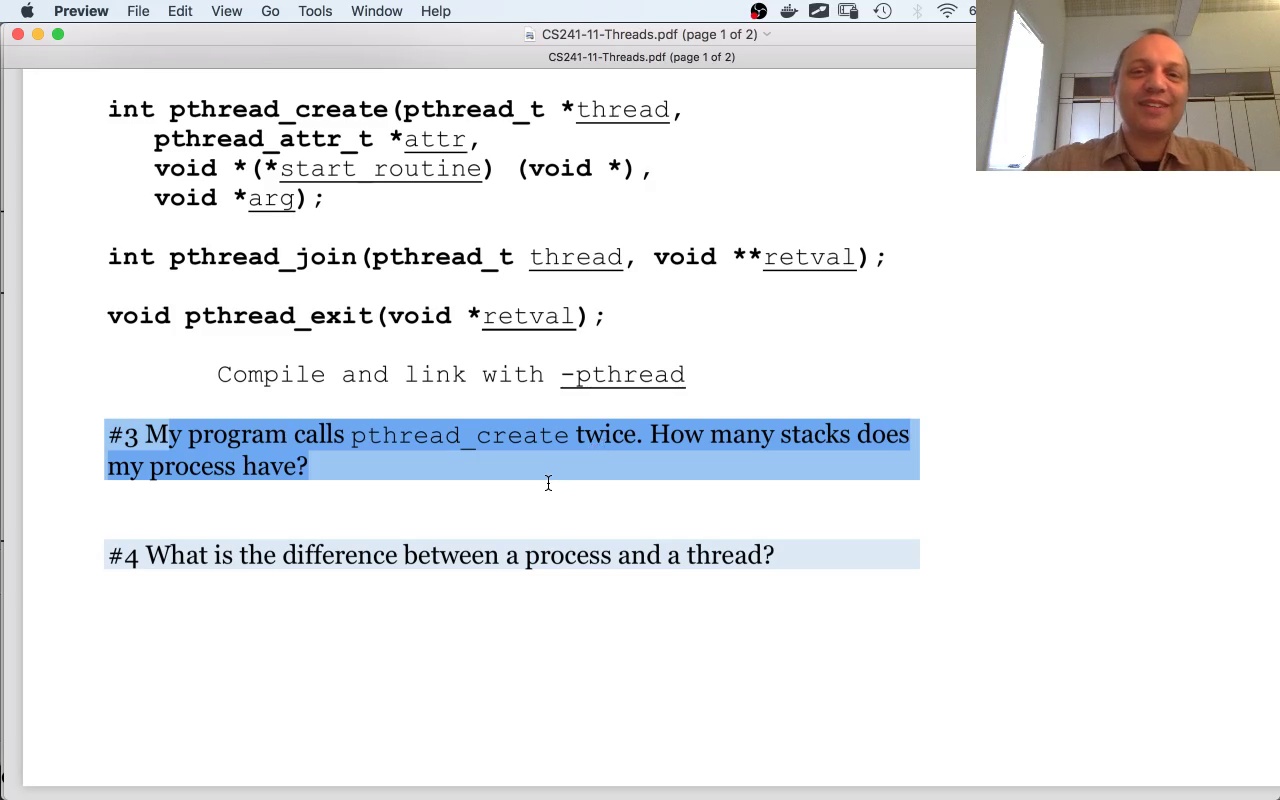 Preview File Edit View Go Tools Window Help 6
CS241-11-Threads.pdf (page 1 of 2)
CS241-11-Threads.pdf (page 1 of 2)
int pthread_create(pthread_t *thread,
pthread_attr_t *attr,
void *(*start_routine) (void *),
void *arg);
int pthread_join(pthread_t thread, void **retval);
void pthread_exit(void *retval);
Compile and link with -pthread
#3 My program calls pthread_create twice. How many stacks does
my process have?
#4 What is the difference between a process and a thread?